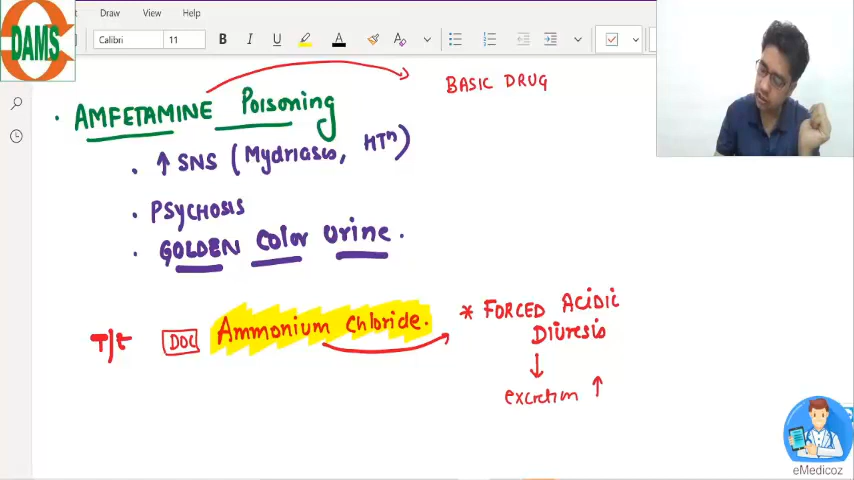 DAMS
Draw View Window Help
Calibri 11 B I U A A
AMFETAMINE Poisoning
BASIC DRUG
• ↑ SNS (Mydriasis, HTn)
• PSYCHOSIS
• GOLDEN Color Urine.
T/t DOC Ammonium Chloride.
* FORCED ACIDIC
Diuresis
↓
excretion ↑
eMedicoz